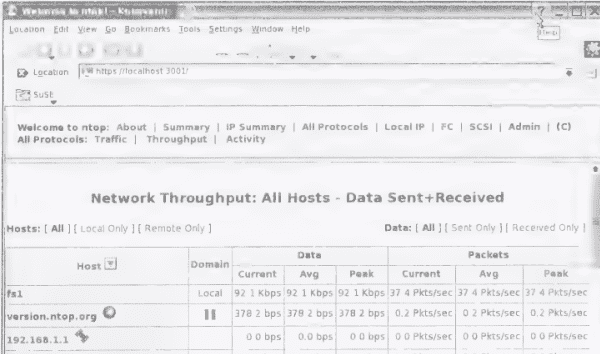 Welcome to ntop! - Konqueror
Location Edit View Go Bookmarks Tools Settings Window Help
Help
Location https://localhost 3001/
SuSE
Welcome to ntop: About | Summary | IP Summary | All Protocols | Local IP | FC | SCSI | Admin | (C)
All Protocols: Traffic | Throughput | Activity
Network Throughput: All Hosts - Data Sent+Received
Hosts: [ All ] [ Local Only ] [ Remote Only ] Data: [ All ] [ Sent Only ] [ Received Only ]
Host Domain Data Packets
Current Avg Peak Current Avg Peak
fs1 Local 92 1 Kbps 92 1 Kbps 92 1 Kbps 37 4 Pkts/sec 37 4 Pkts/sec 37 4 Pkts/sec
version.ntop.org 378 2 bps 378 2 bps 378 2 bps 0.2 Pkts/sec 0 2 Pkts/sec 0 2 Pkts/sec
192.168.1.1 0 0 bps 0 0 bps 0 0 bps 0 0 Pkts/sec 0 0 Pkts/sec 0 0 Pkts/sec